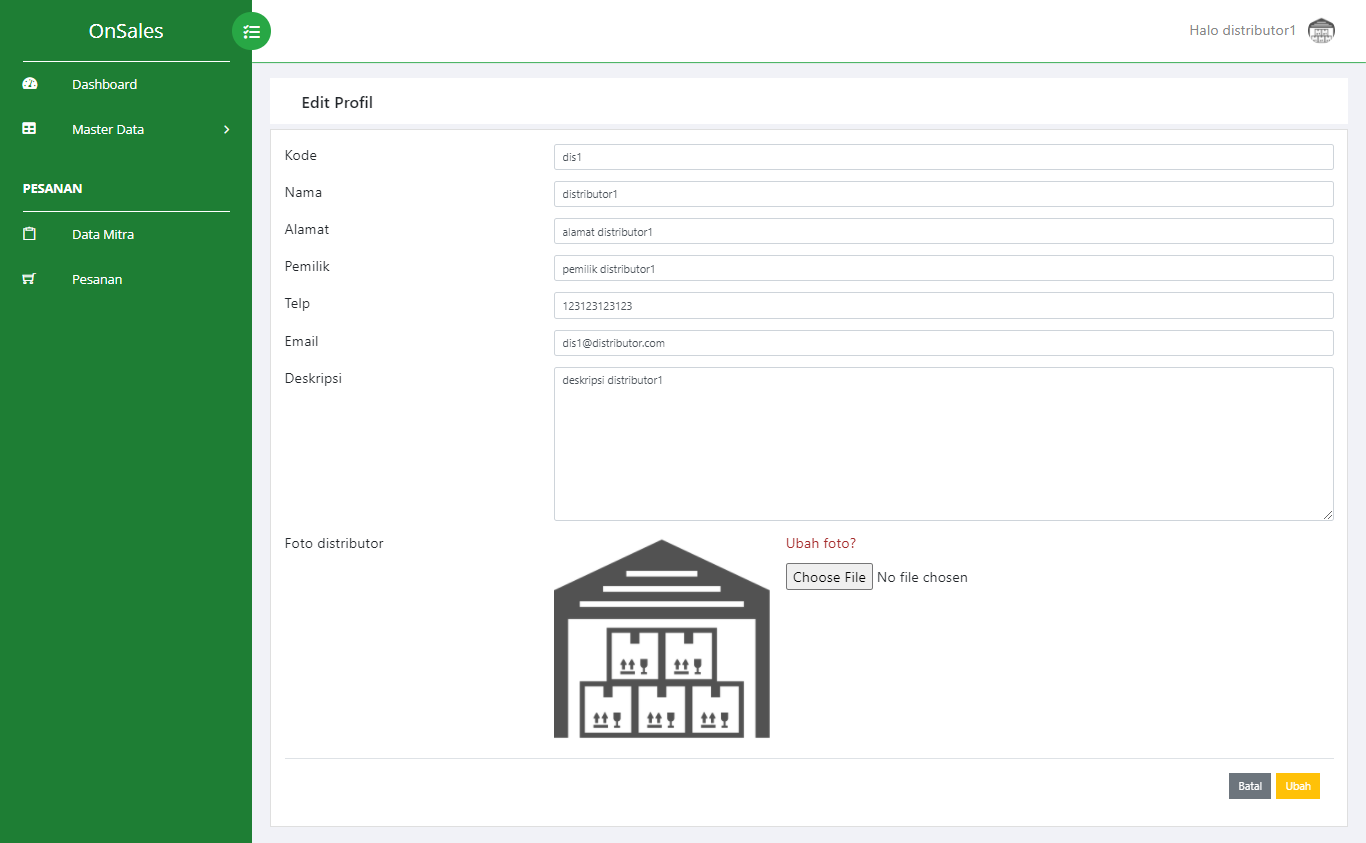 OnSales
Halo distributor1
Dashboard
Master Data
PESANAN
Data Mitra
Pesanan
Edit Profil
Kode
dis1
Nama
distributor1
Alamat
alamat distributor1
Pemilik
pemilik distributor1
Telp
123123123123
Email
dis1@distributor.com
Deskripsi
deskripsi distributor1
Foto distributor
Ubah foto?
Choose File No file chosen
Batal Ubah